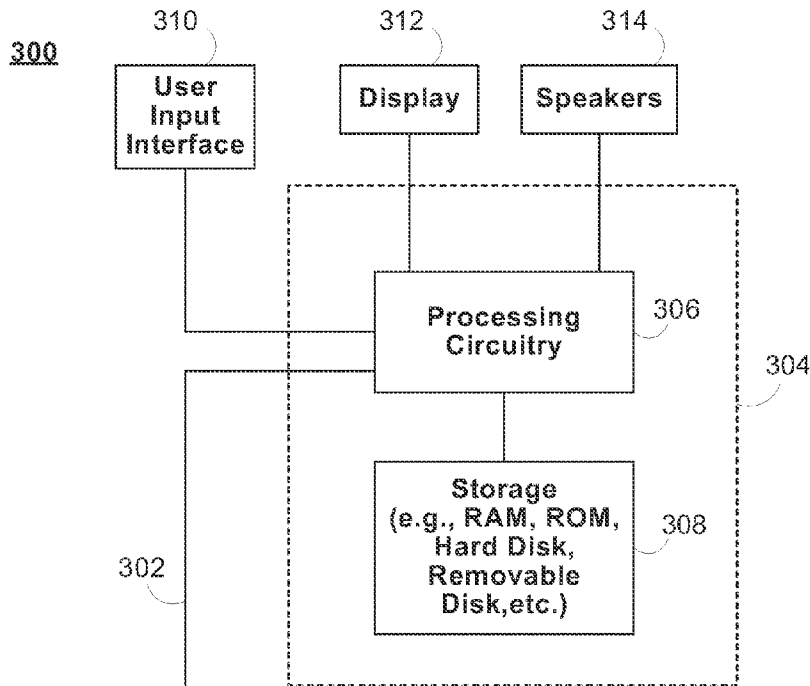 300
310
312
314
User
Input
Interface
Display
Speakers
Processing
Circuitry
306
304
Storage
(e.g., RAM, ROM,
Hard Disk,
Removable
Disk,etc.)
308
302